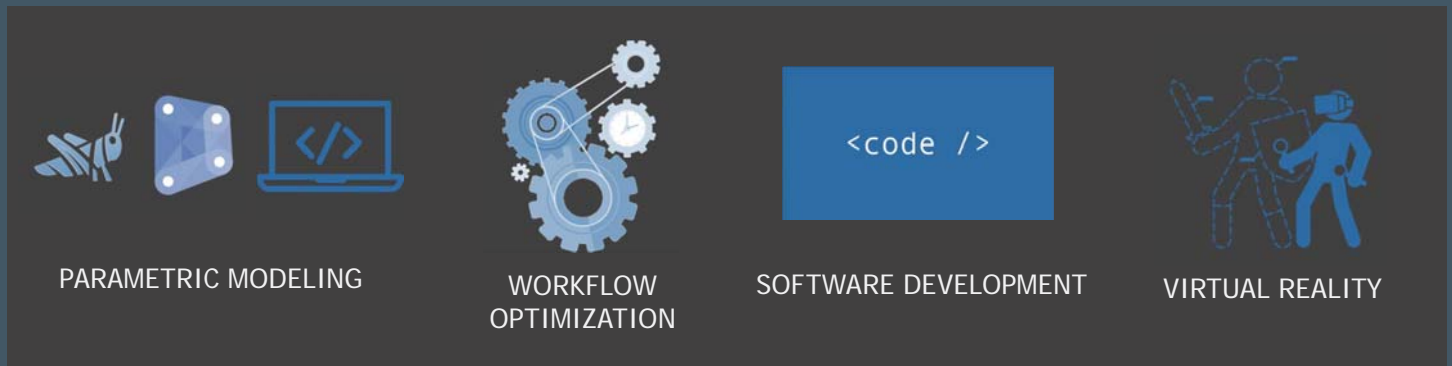 </>
<code />
PARAMETRIC MODELING
WORKFLOW
OPTIMIZATION
SOFTWARE DEVELOPMENT
VIRTUAL REALITY